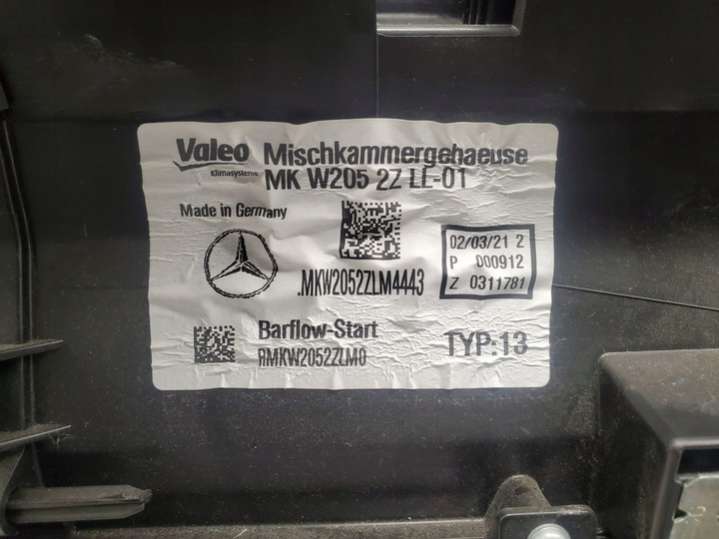 Valeo Mischkammergehaeuse
Klimasysteme
MK W205 2Z LL-01
Made in Germany
02/03/21 2
P 000912
Z 0311781
.MKW2052ZLM4443
Barflow-Start
RMKW2052ZLM0
TYP:13